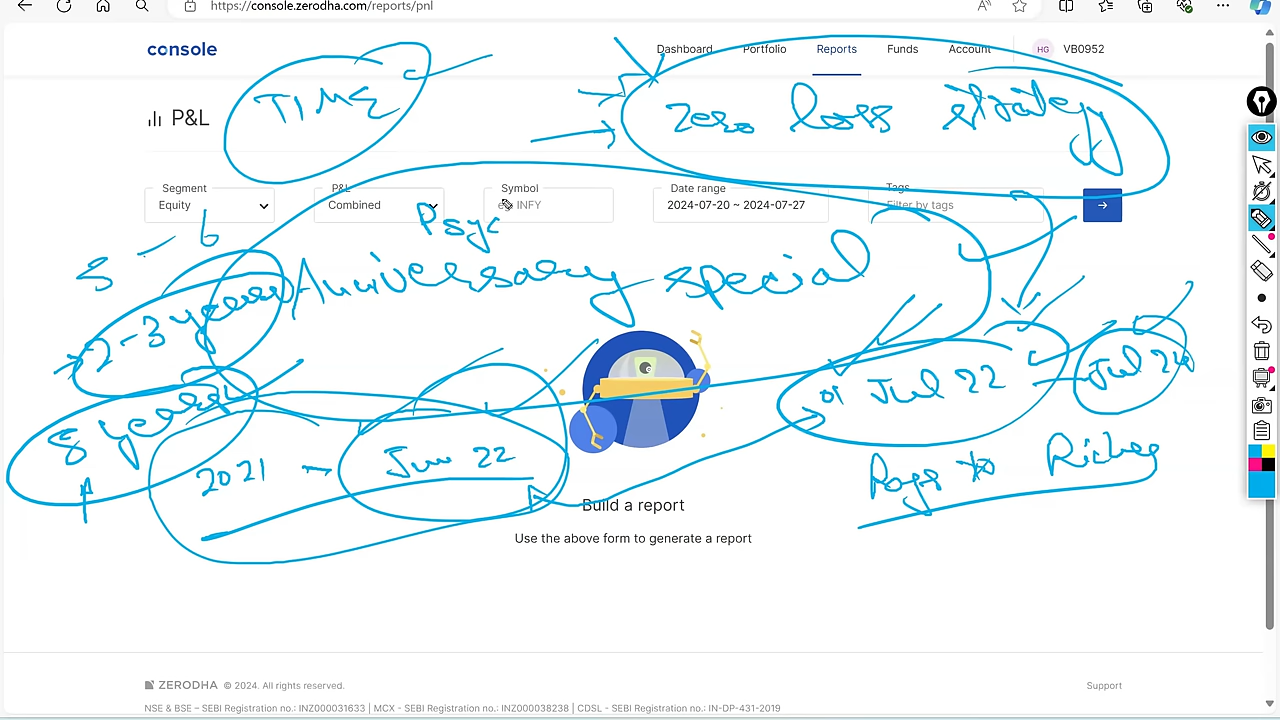 https://console.zerodha.com/reports/pnl
console
Dashboard Portfolio Reports Funds Account HG VB0952
TIME
Zero loss strategy
P&L
Segment P&L Symbol Date range Tags
Equity Combined eg: INFY 2024-07-20 ~ 2024-07-27 Filter by tags
Psyc
5 - 6
Anniversary special
2-3 years
01 Jul 22 - Jul 24
8 years
2021 - Jun 22
Rags to Riches
Build a report
Use the above form to generate a report
ZERODHA © 2024. All rights reserved. Support
NSE & BSE – SEBI Registration no.: INZ000031633 | MCX - SEBI Registration no.: INZ000038238 | CDSL - SEBI Registration no.: IN-DP-431-2019